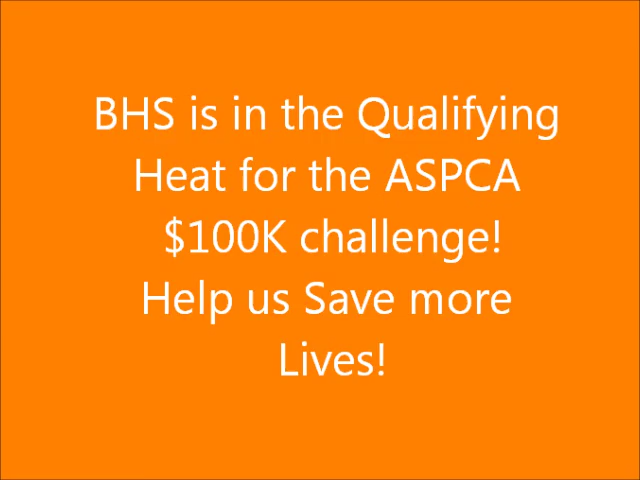 BHS is in the Qualifying
Heat for the ASPCA
$100K challenge!
Help us Save more
Lives!